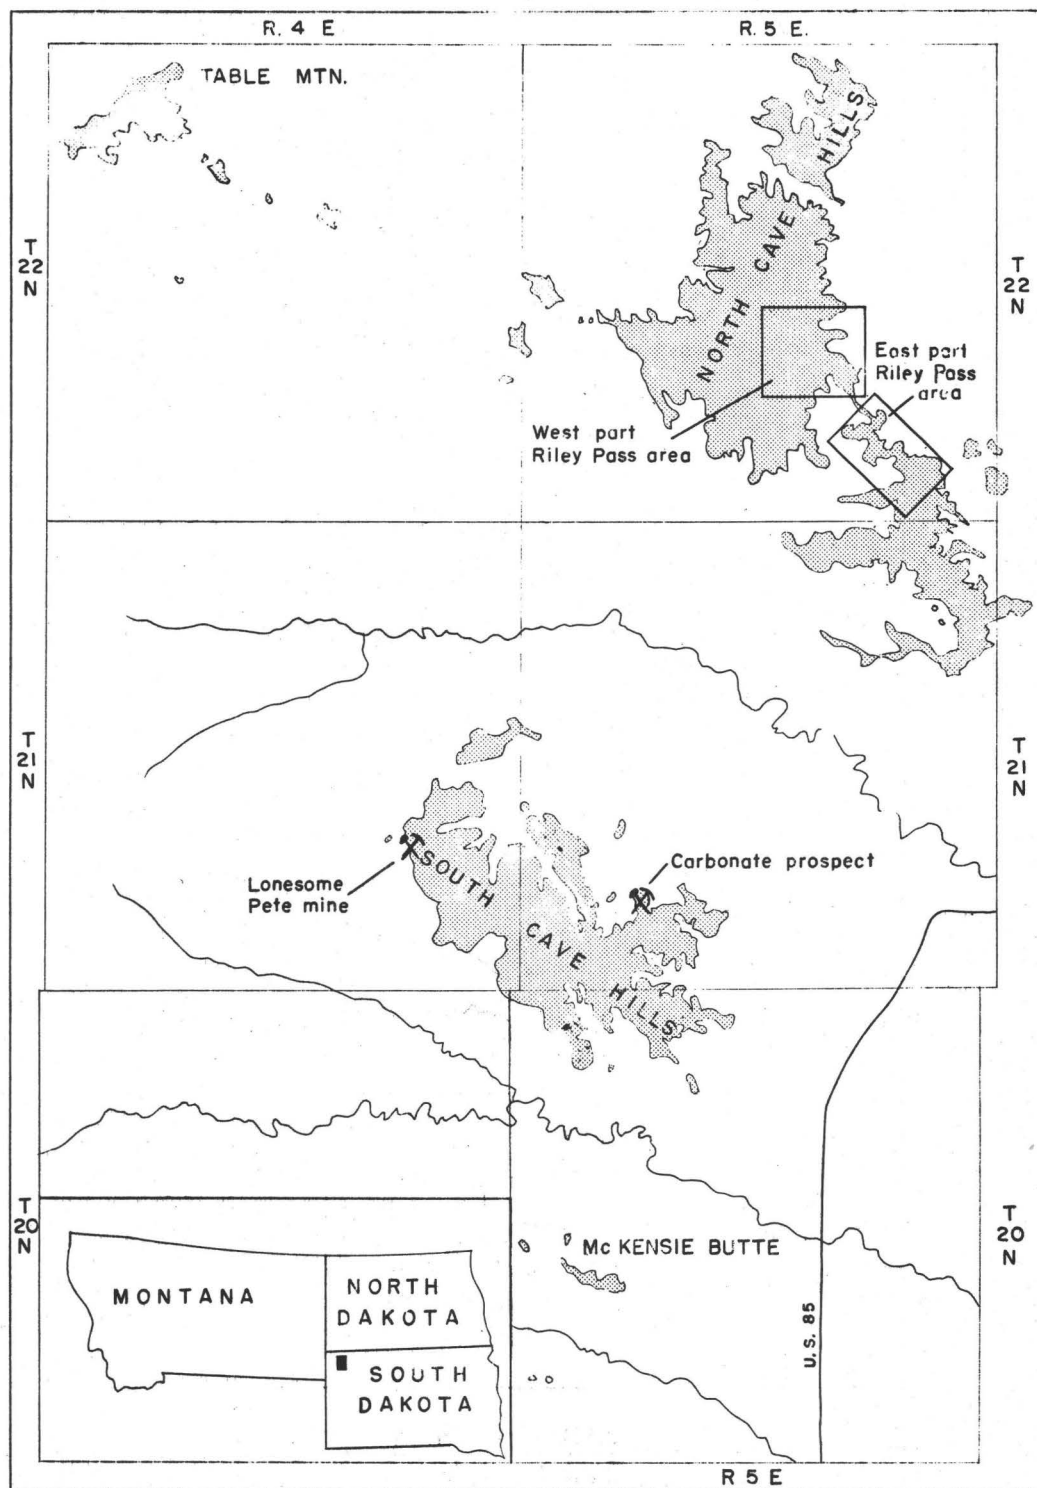 R. 4 E
R. 5 E.
TABLE MTN.
HILLS
NORTH CAVE
T
22
N
T
22
N
East part
Riley Pass
area
West part
Riley Pass area
T
21
N
T
21
N
Lonesome
Pete mine
SOUTH CAVE HILLS
Carbonate prospect
T
20
N
T
20
N
Mc KENSIE BUTTE
U.S. 85
MONTANA
NORTH
DAKOTA
SOUTH
DAKOTA
R 5 E